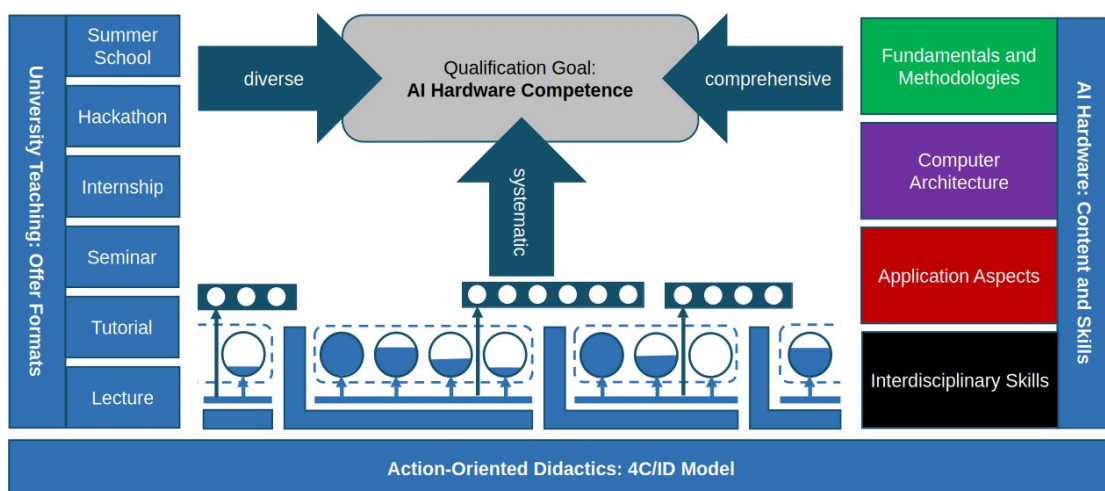 University Teaching: Offer Formats
Summer
School
Hackathon
Internship
Seminar
Tutorial
Lecture
diverse
Qualification Goal:
AI Hardware Competence
comprehensive
systematic
Fundamentals and
Methodologies
Computer
Architecture
Application Aspects
Interdisciplinary Skills
AI Hardware: Content and Skills
Action-Oriented Didactics: 4C/ID Model